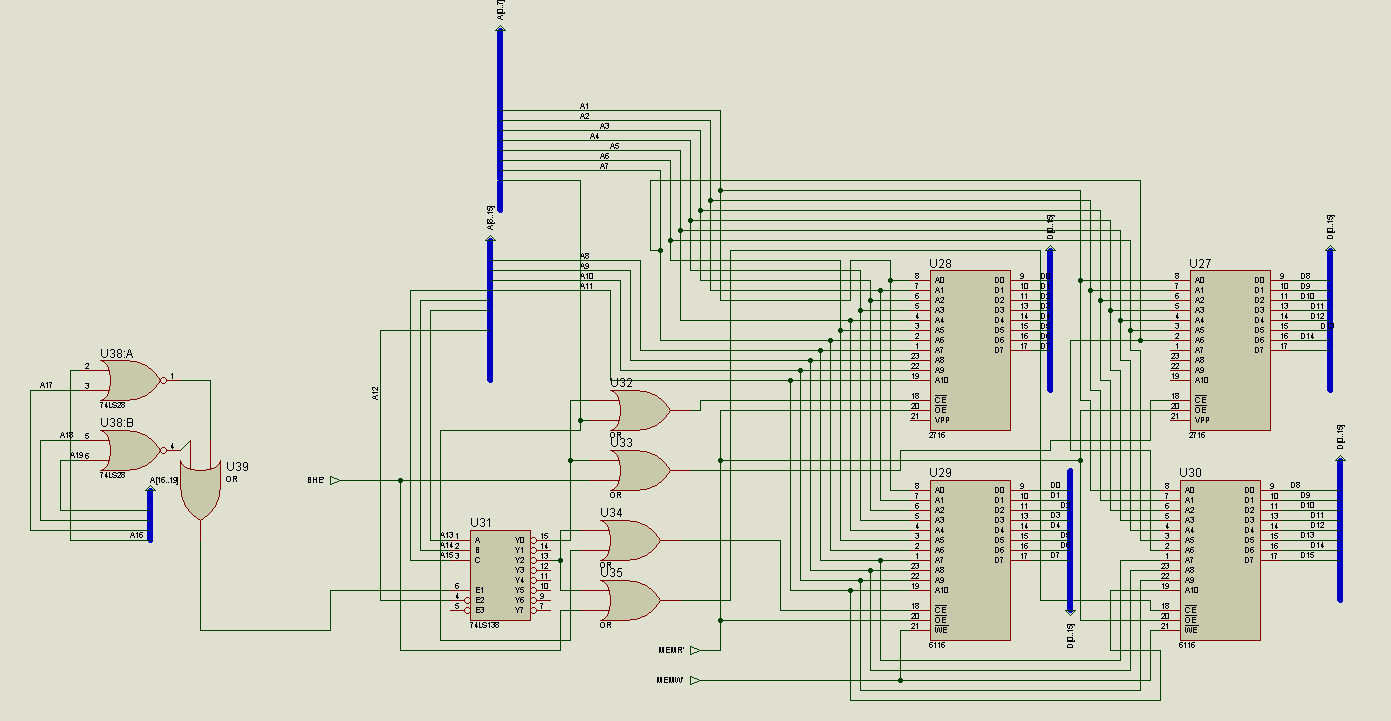 A[0..7]
A1
A2
A3
A4
A5
A6
A7
A[8..15]
A8
A9
A10
A11
A12
U38:A
2
3
1
A17
74LS28
U38:B
A18 5
A19 6
4
74LS28
U39
OR
A[16..19]
A16
BHE'
U31
A13 1 A Y0 15
A14 2 B Y1 14
A15 3 C Y2 13
Y3 12
Y4 11
6 E1 Y5 10
4 E2 Y6 9
5 E3 Y7 7
74LS138
U32
OR
U33
OR
U34
OR
U35
OR
MEMR'
MEMW'
U28
8 A0 D0 9
7 A1 D1 10
6 A2 D2 11
5 A3 D3 13
4 A4 D4 14
3 A5 D5 15
2 A6 D6 16
1 A7 D7 17
23 A8
22 A9
19 A10
18 CE
20 OE
21 VPP
2716
D[0..15]
U27
8 A0 D0 9 D8
7 A1 D1 10 D9
6 A2 D2 11 D10
5 A3 D3 13 D11
4 A4 D4 14 D12
3 A5 D5 15
2 A6 D6 16 D14
1 A7 D7 17
23 A8
22 A9
19 A10
18 CE
20 OE
21 VPP
2716
D[0..15]
U29
8 A0 D0 9 D0
7 A1 D1 10 D1
6 A2 D2 11 D2
5 A3 D3 13 D3
4 A4 D4 14 D4
3 A5 D5 15 D5
2 A6 D6 16 D6
1 A7 D7 17 D7
23 A8
22 A9
19 A10
18 CE
20 OE
21 WE
6116
D[0..15]
U30
8 A0 D0 9 D8
7 A1 D1 10 D9
6 A2 D2 11 D10
5 A3 D3 13 D11
4 A4 D4 14 D12
3 A5 D5 15 D13
2 A6 D6 16 D14
1 A7 D7 17 D15
23 A8
22 A9
19 A10
18 CE
20 OE
21 WE
6116
D[0..15]